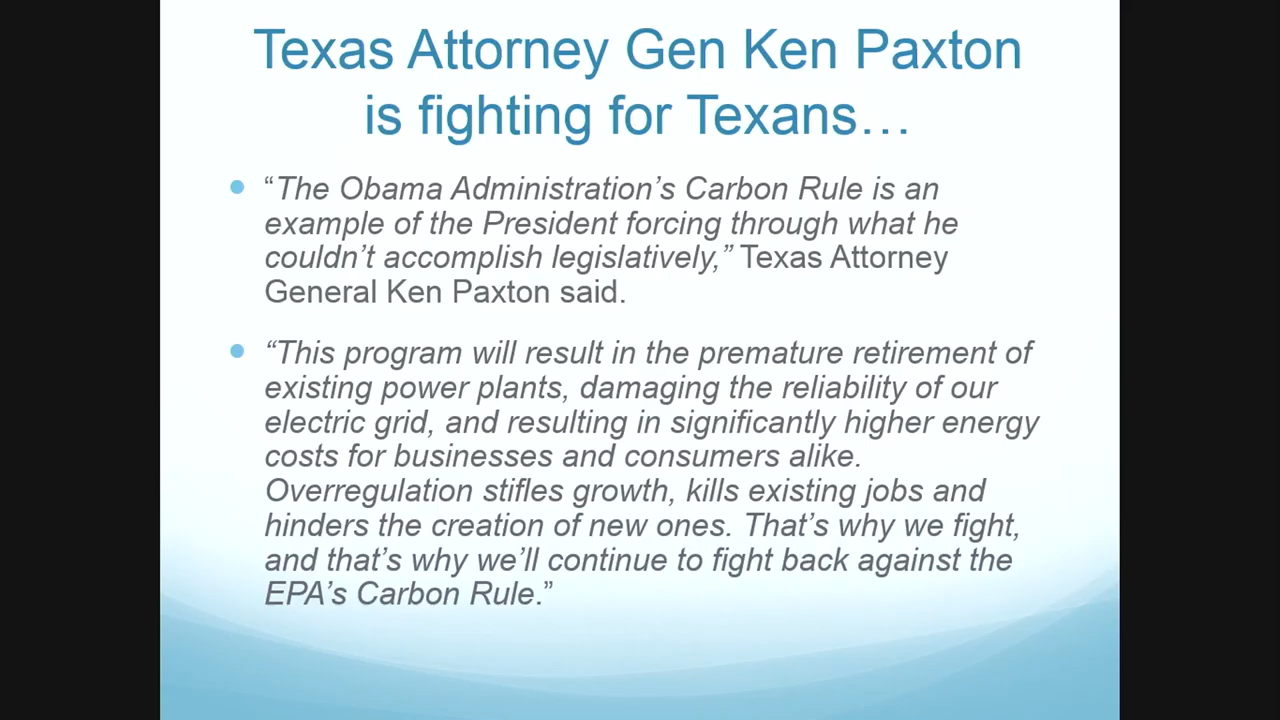 Texas Attorney Gen Ken Paxton
is fighting for Texans…
• “The Obama Administration’s Carbon Rule is an
example of the President forcing through what he
couldn’t accomplish legislatively,” Texas Attorney
General Ken Paxton said.
• “This program will result in the premature retirement of
existing power plants, damaging the reliability of our
electric grid, and resulting in significantly higher energy
costs for businesses and consumers alike.
Overregulation stifles growth, kills existing jobs and
hinders the creation of new ones. That’s why we fight,
and that’s why we’ll continue to fight back against the
EPA’s Carbon Rule.”